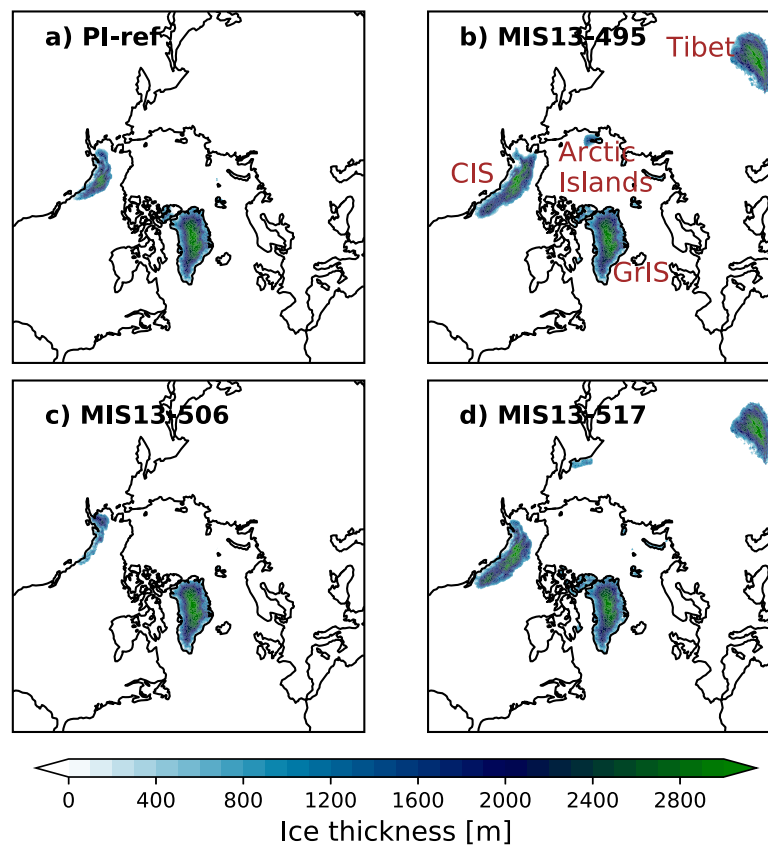 a) PI-ref
b) MIS13-495
Tibet
CIS
Arctic
Islands
GrIS
c) MIS13-506
d) MIS13-517
0 400 800 1200 1600 2000 2400 2800
Ice thickness [m]